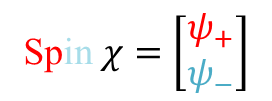 Spin χ = [ψ₊
ψ₋]